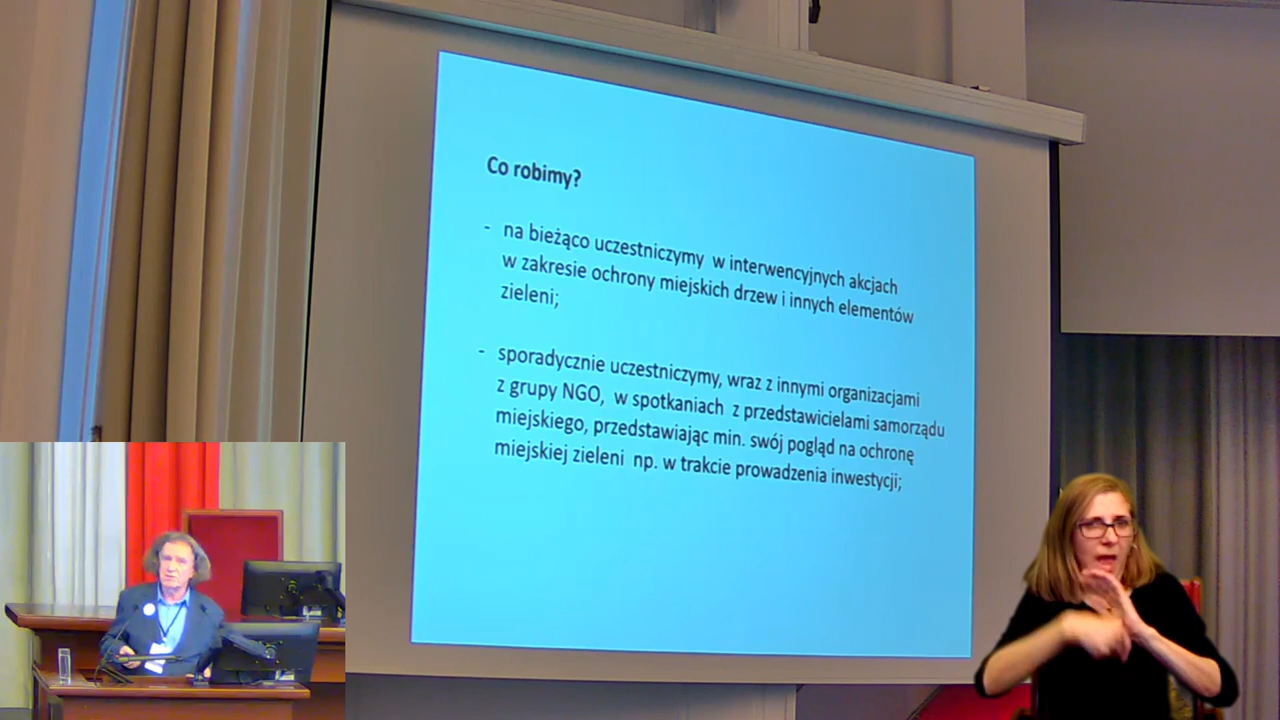 Co robimy?
- na bieżąco uczestniczymy w interwencyjnych akcjach
w zakresie ochrony miejskich drzew i innych elementów
zieleni;
- sporadycznie uczestniczymy, wraz z innymi organizacjami
z grupy NGO, w spotkaniach z przedstawicielami samorządu
miejskiego, przedstawiając min. swój pogląd na ochronę
miejskiej zieleni np. w trakcie prowadzenia inwestycji;